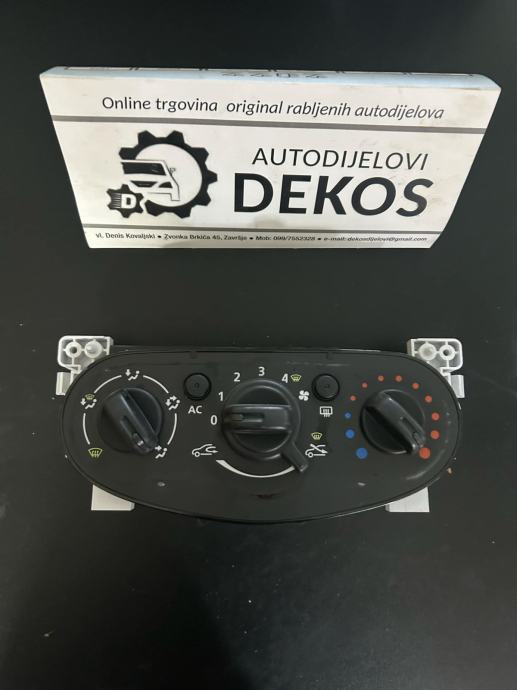 Online trgovina original rabljenih autodijelova
AUTODIJELOVI
DEKOS
D
vl. Denis Kovaljski • Zvonka Brkića 45, Završje • Mob: 099/7552328 • e-mail:dekosdijelovi@gmail.com
0 1 2 3 4
AC